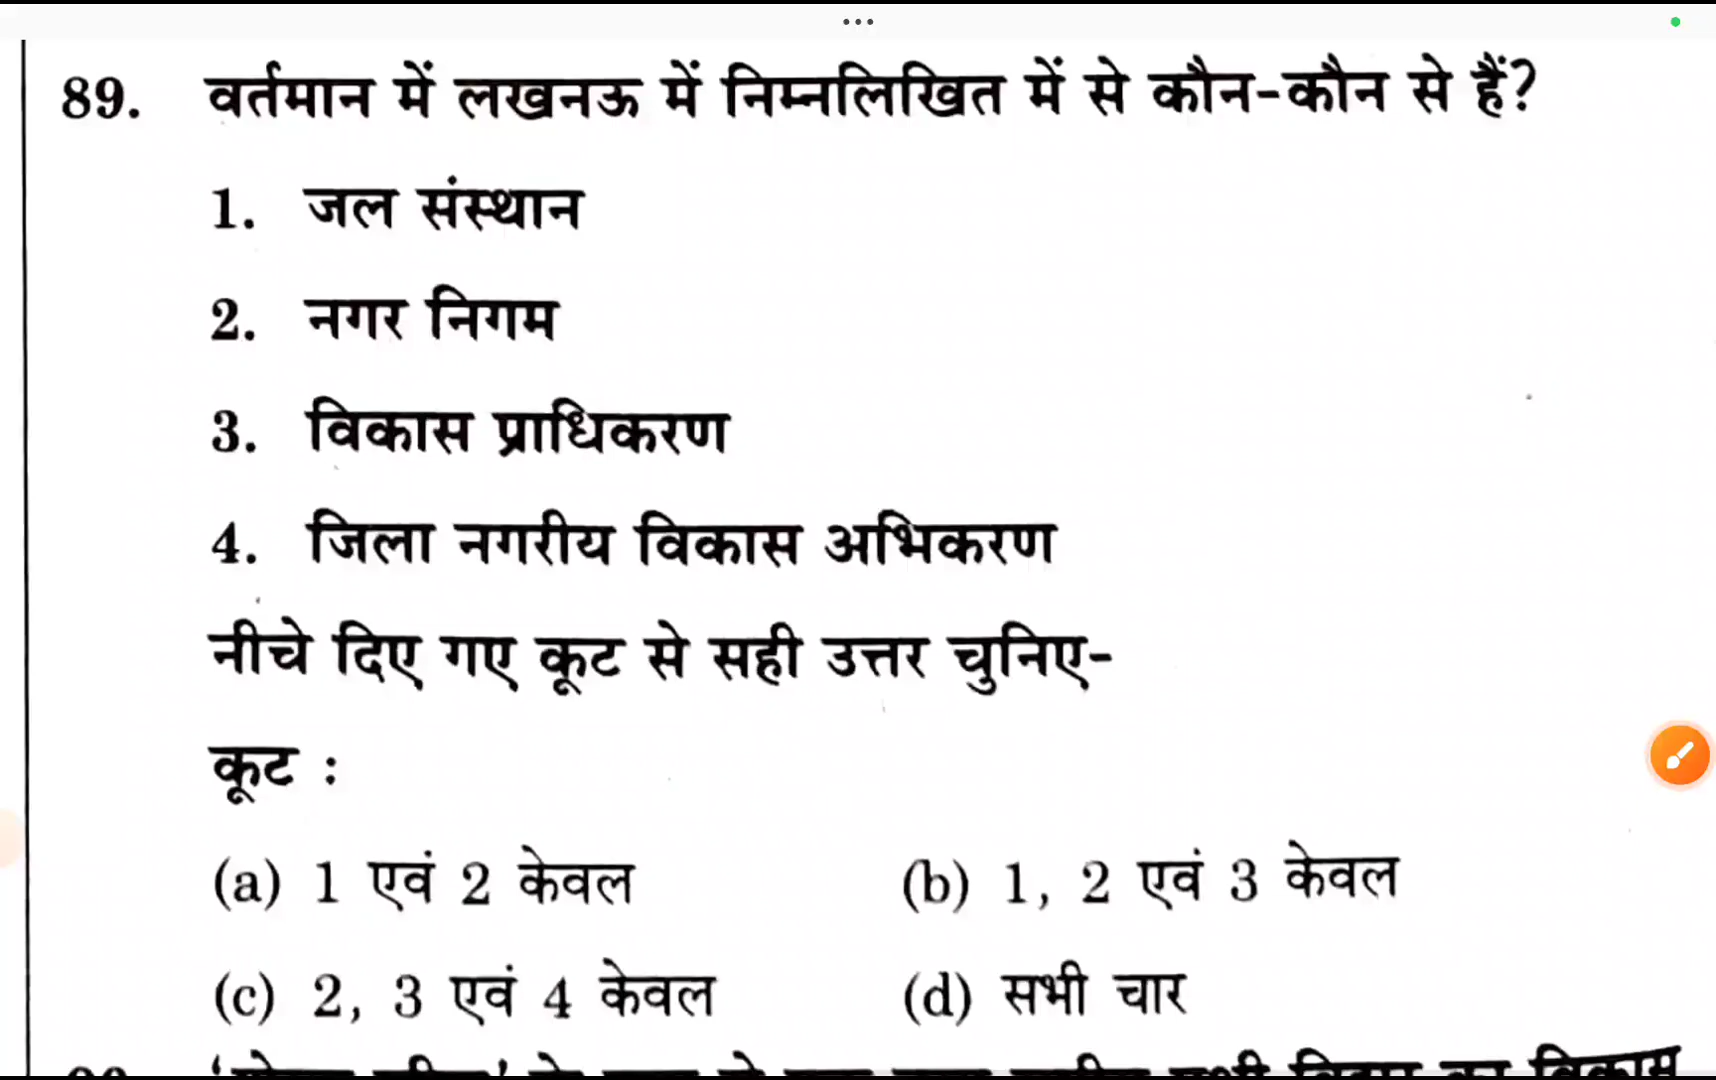 89. वर्तमान में लखनऊ में निम्नलिखित में से कौन-कौन से हैं?
1. जल संस्थान
2. नगर निगम
3. विकास प्राधिकरण
4. जिला नगरीय विकास अभिकरण
नीचे दिए गए कूट से सही उत्तर चुनिए-
कूट :
(a) 1 एवं 2 केवल (b) 1, 2 एवं 3 केवल
(c) 2, 3 एवं 4 केवल (d) सभी चार